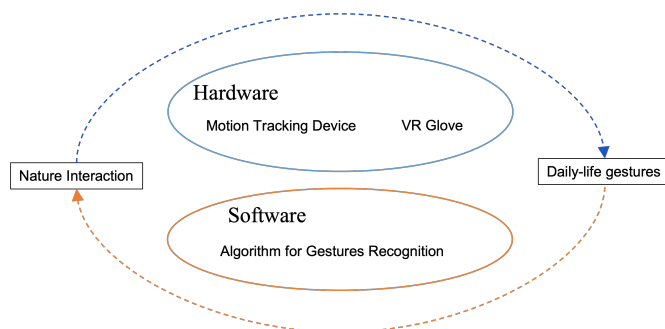 Hardware
Motion Tracking Device VR Glove
Nature Interaction
Daily-life gestures
Software
Algorithm for Gestures Recognition